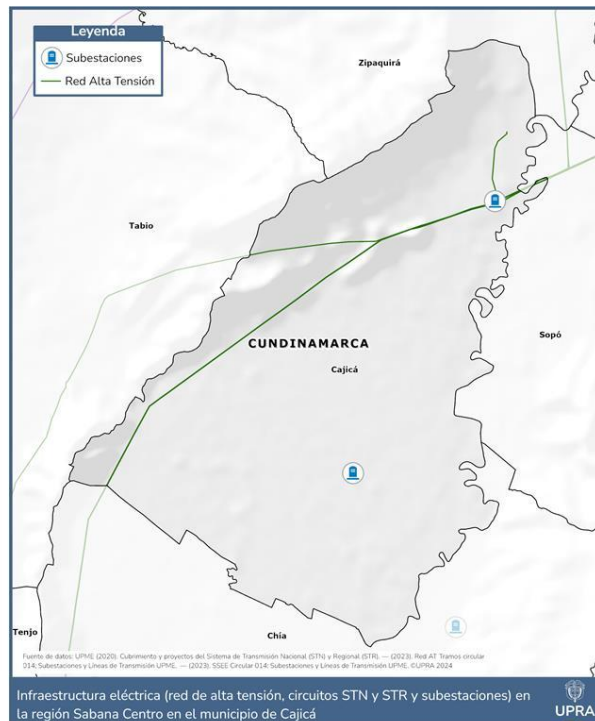 Leyenda
Subestaciones
Red Alta Tensión
Zipaquirá
Tabio
Sopó
CUNDINAMARCA
Cajicá
Tenjo
Chía
Fuente de datos: UPME (2020). Cubrimiento y proyectos del Sistema de Transmisión Nacional (STN) y Regional (STR). — (2023). Red AT Tramos circular
014; Subestaciones y Líneas de Transmisión UPME. — (2023). SSEE Circular 014: Subestaciones y Líneas de Transmisión UPME. ©UPRA 2024
Infraestructura eléctrica (red de alta tensión, circuitos STN y STR y subestaciones) en
la región Sabana Centro en el municipio de Cajicá
UPRA